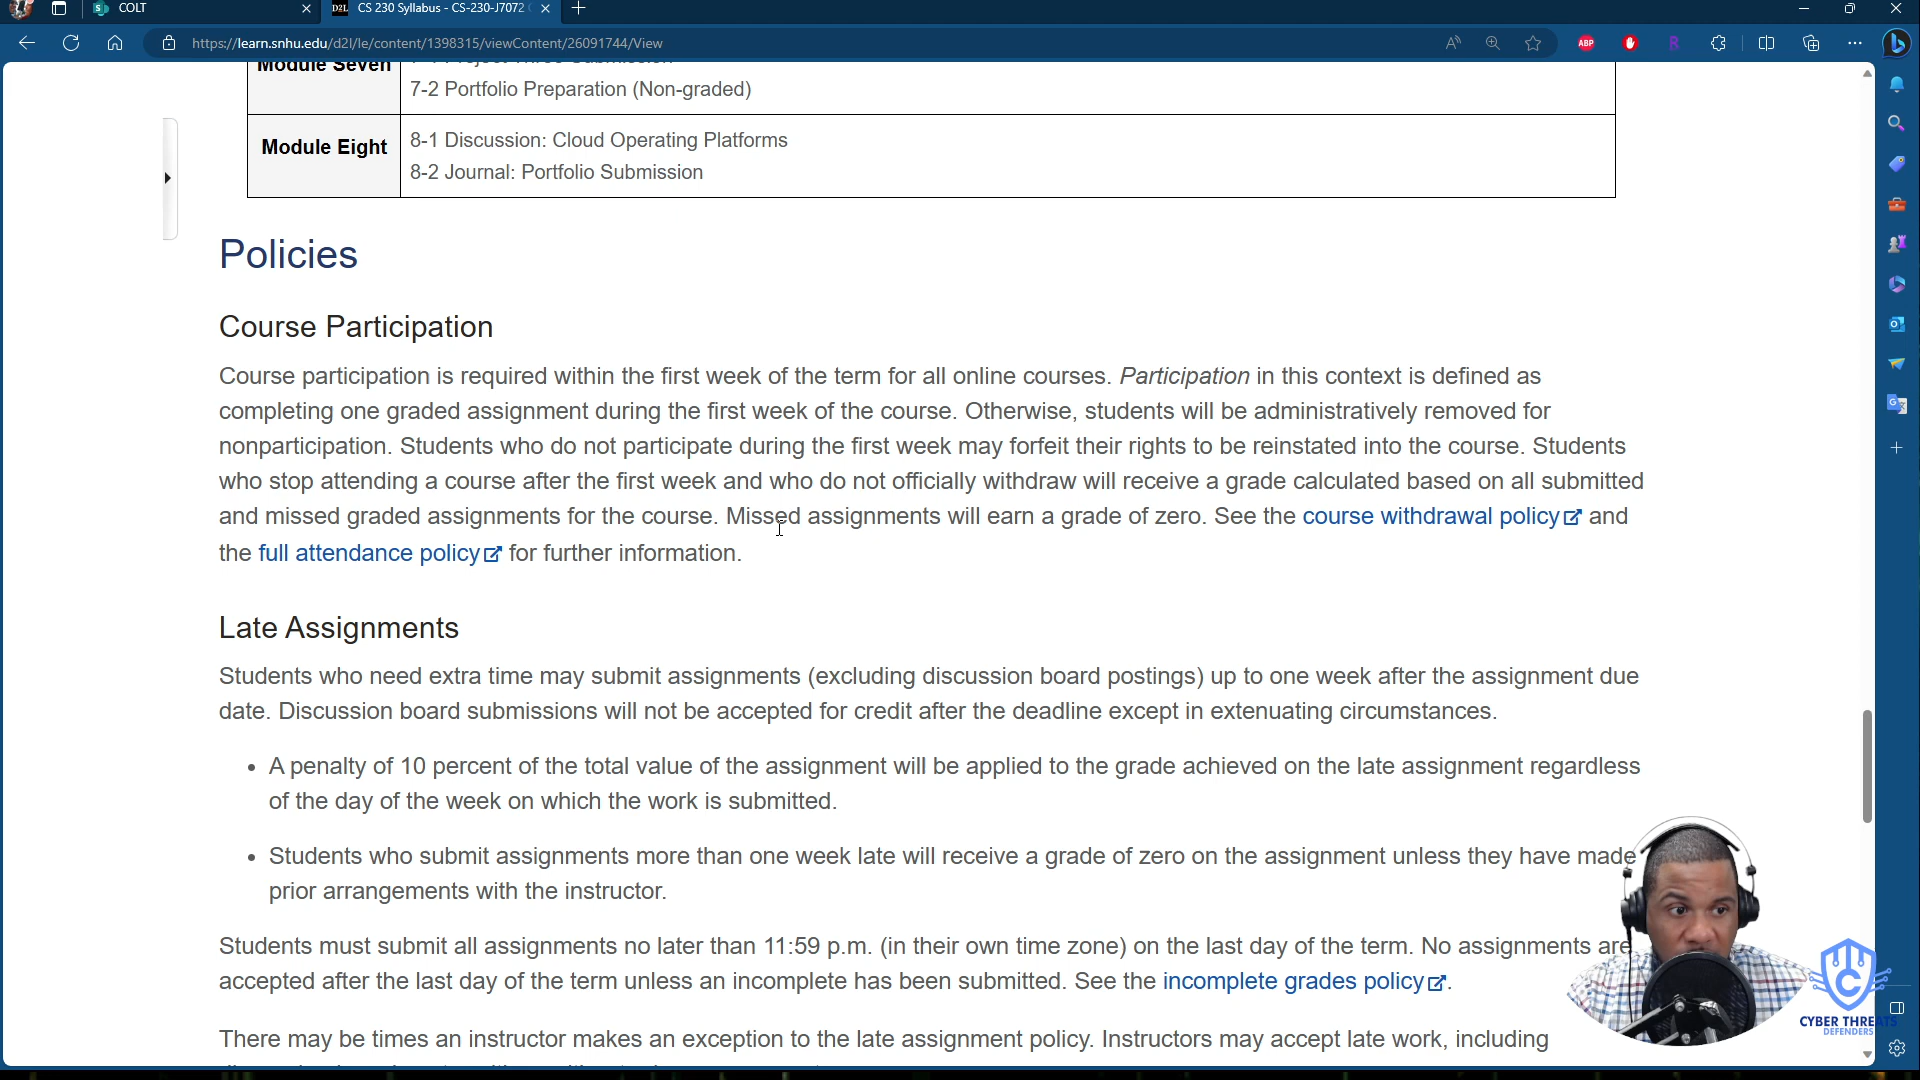 COLT
CS 230 Syllabus - CS-230-J7072
https://learn.snhu.edu/d2l/le/content/1398315/viewContent/26091744/View
Module Seven
7-2 Portfolio Preparation (Non-graded)
Module Eight
8-1 Discussion: Cloud Operating Platforms
8-2 Journal: Portfolio Submission
Policies
Course Participation
Course participation is required within the first week of the term for all online courses. Participation in this context is defined as
completing one graded assignment during the first week of the course. Otherwise, students will be administratively removed for
nonparticipation. Students who do not participate during the first week may forfeit their rights to be reinstated into the course. Students
who stop attending a course after the first week and who do not officially withdraw will receive a grade calculated based on all submitted
and missed graded assignments for the course. Missed assignments will earn a grade of zero. See the course withdrawal policy and
the full attendance policy for further information.
Late Assignments
Students who need extra time may submit assignments (excluding discussion board postings) up to one week after the assignment due
date. Discussion board submissions will not be accepted for credit after the deadline except in extenuating circumstances.
• A penalty of 10 percent of the total value of the assignment will be applied to the grade achieved on the late assignment regardless
of the day of the week on which the work is submitted.
• Students who submit assignments more than one week late will receive a grade of zero on the assignment unless they have made
prior arrangements with the instructor.
Students must submit all assignments no later than 11:59 p.m. (in their own time zone) on the last day of the term. No assignments are
accepted after the last day of the term unless an incomplete has been submitted. See the incomplete grades policy.
There may be times an instructor makes an exception to the late assignment policy. Instructors may accept late work, including
CYBER THREATS
DEFENDERS